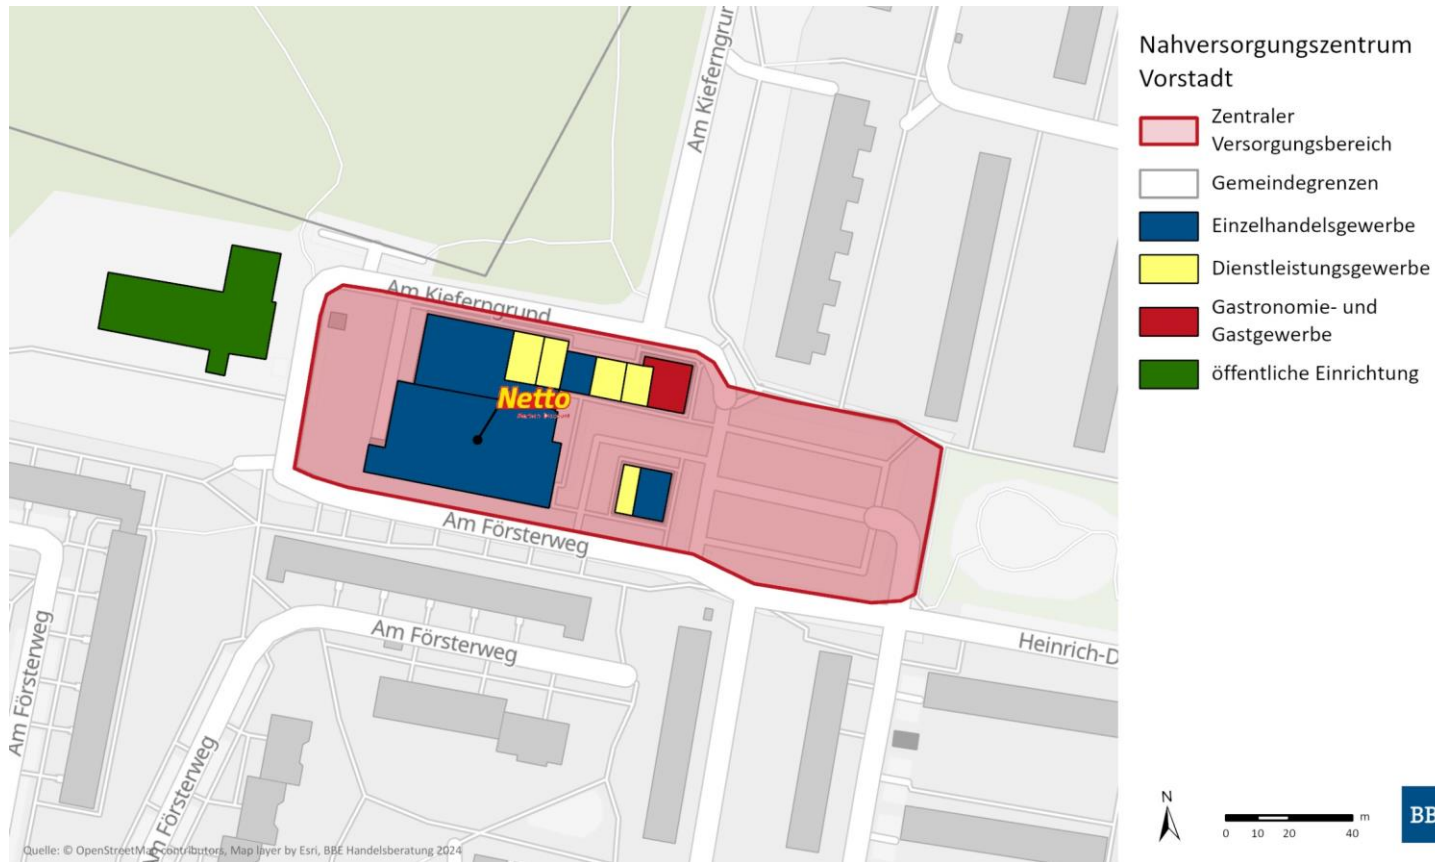 Am Kieferngrur
Am Kieferngrund
Netto
Am Försterweg
Am Försterweg
Heinrich-D
Am Försterweg
Am Försterweg
Quelle: © OpenStreetMap contributors, Map layer by Esri, BBE Handelsberatung 2024
Nahversorgungszentrum
Vorstadt
Zentraler
Versorgungsbereich
Gemeindegrenzen
Einzelhandelsgewerbe
Dienstleistungsgewerbe
Gastronomie- und
Gastgewerbe
öffentliche Einrichtung
N
m
0 10 20 40
BB